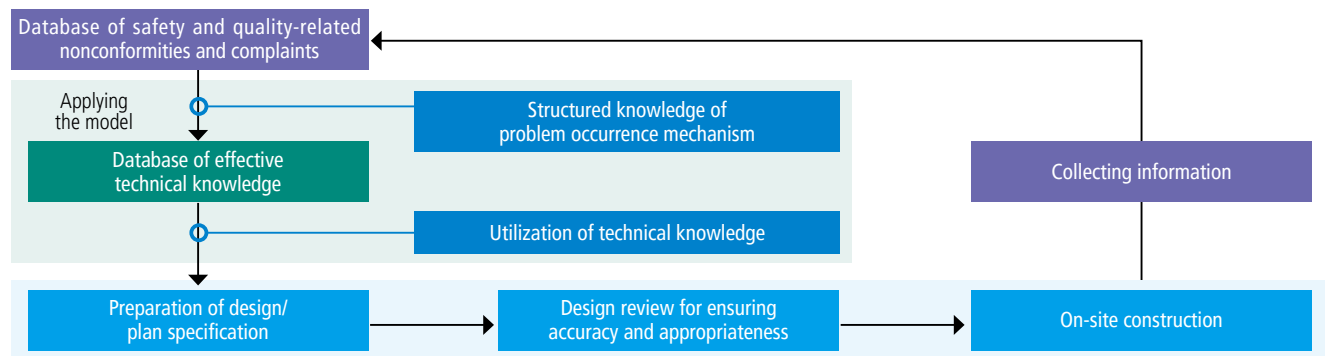 Database of safety and quality-related
nonconformities and complaints
Applying
the model
Structured knowledge of
problem occurrence mechanism
Database of effective
technical knowledge
Collecting information
Utilization of technical knowledge
Preparation of design/
plan specification
Design review for ensuring
accuracy and appropriateness
On-site construction